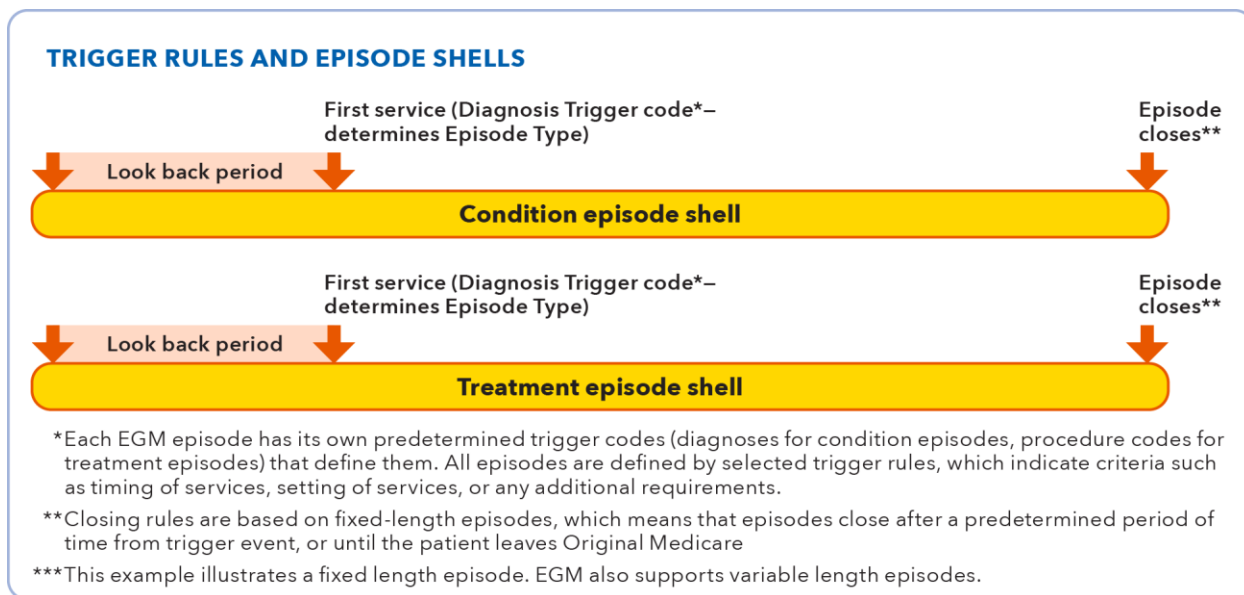 TRIGGER RULES AND EPISODE SHELLS
First service (Diagnosis Trigger code*–
determines Episode Type)
Episode
closes**
Look back period
Condition episode shell
First service (Diagnosis Trigger code*–
determines Episode Type)
Episode
closes**
Look back period
Treatment episode shell
*Each EGM episode has its own predetermined trigger codes (diagnoses for condition episodes, procedure codes for
treatment episodes) that define them. All episodes are defined by selected trigger rules, which indicate criteria such
as timing of services, setting of services, or any additional requirements.
**Closing rules are based on fixed-length episodes, which means that episodes close after a predetermined period of
time from trigger event, or until the patient leaves Original Medicare
***This example illustrates a fixed length episode. EGM also supports variable length episodes.